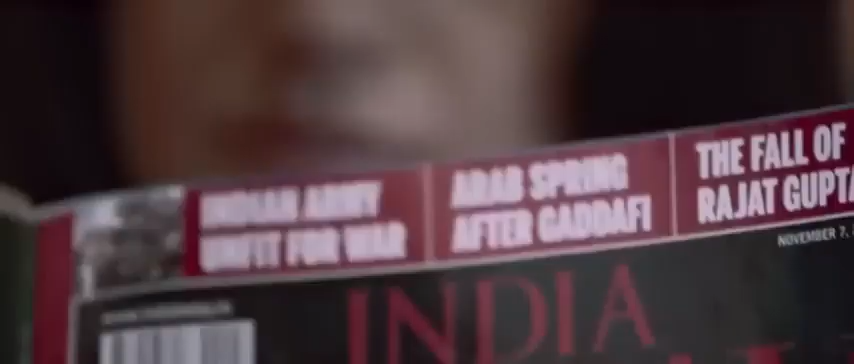 INDIAN ARMY
UNFIT FOR WAR
ARAB SPRING
AFTER GADDAFI
THE FALL OF
RAJAT GUPTA
NOVEMBER 7,
INDIA